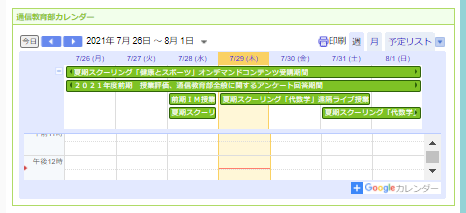 通信教育部カレンダー
今日 2021年 7月 26日 ～ 8月 1日 印刷 週 月 予定リスト
7/26 (月) 7/27 (火) 7/28 (水) 7/29 (木) 7/30 (金) 7/31 (土) 8/1 (日)
夏期スクーリング「健康とスポーツ」オンデマンドコンテンツ受講期間
２０２１年度前期 授業評価、通信教育全般に関するアンケート回答期間
前期ＩＭ授業 夏期スクーリング「代数学」遠隔ライブ授業
夏期スクーリ 夏期スクーリング「代数学
午前11時
午後12時
Googleカレンダー